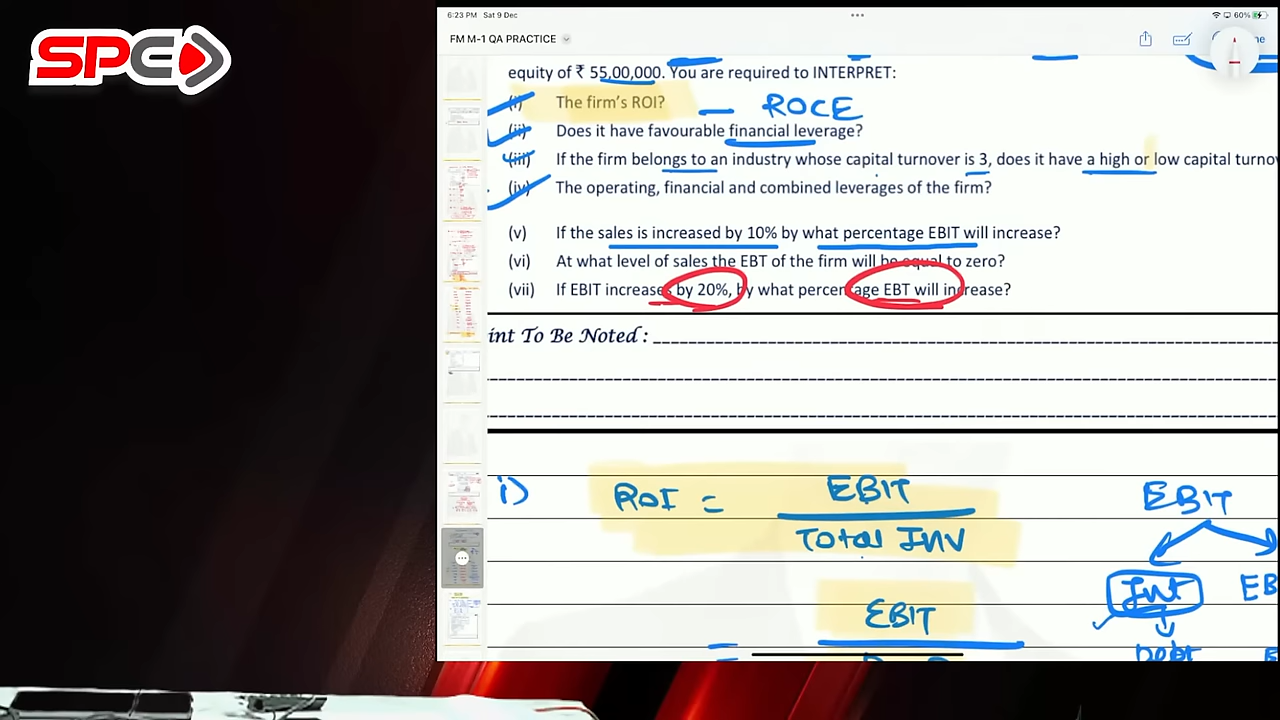 SPED
6:23 PM Sat 9 Dec
60%
FM M-1 QA PRACTICE
equity of ₹ 55,00,000. You are required to INTERPRET:
(i) The firm's ROI? — ROCE
(ii) Does it have favourable financial leverage?
(iii) If the firm belongs to an industry whose capital turnover is 3, does it have a high or low capital turno
(iv) The operating, financial and combined leverages of the firm?
(v) If the sales is increased by 10% by what percentage EBIT will increase?
(vi) At what level of sales the EBT of the firm will be equal to zero?
(vii) If EBIT increases by 20%, by what percentage EBT will increase?
int To Be Noted :
i) ROI = EBIT
Total INV
EBIT
Int EB
= EBIT
Debt